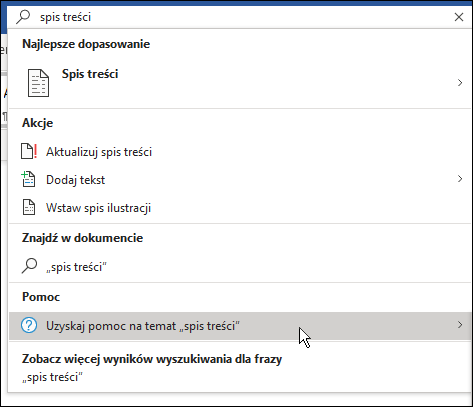 spis treści
Najlepsze dopasowanie
Spis treści
Akcje
Aktualizuj spis treści
Dodaj tekst
Wstaw spis ilustracji
Znajdź w dokumencie
„spis treści”
Pomoc
Uzyskaj pomoc na temat „spis treści”
Zobacz więcej wyników wyszukiwania dla frazy
„spis treści”